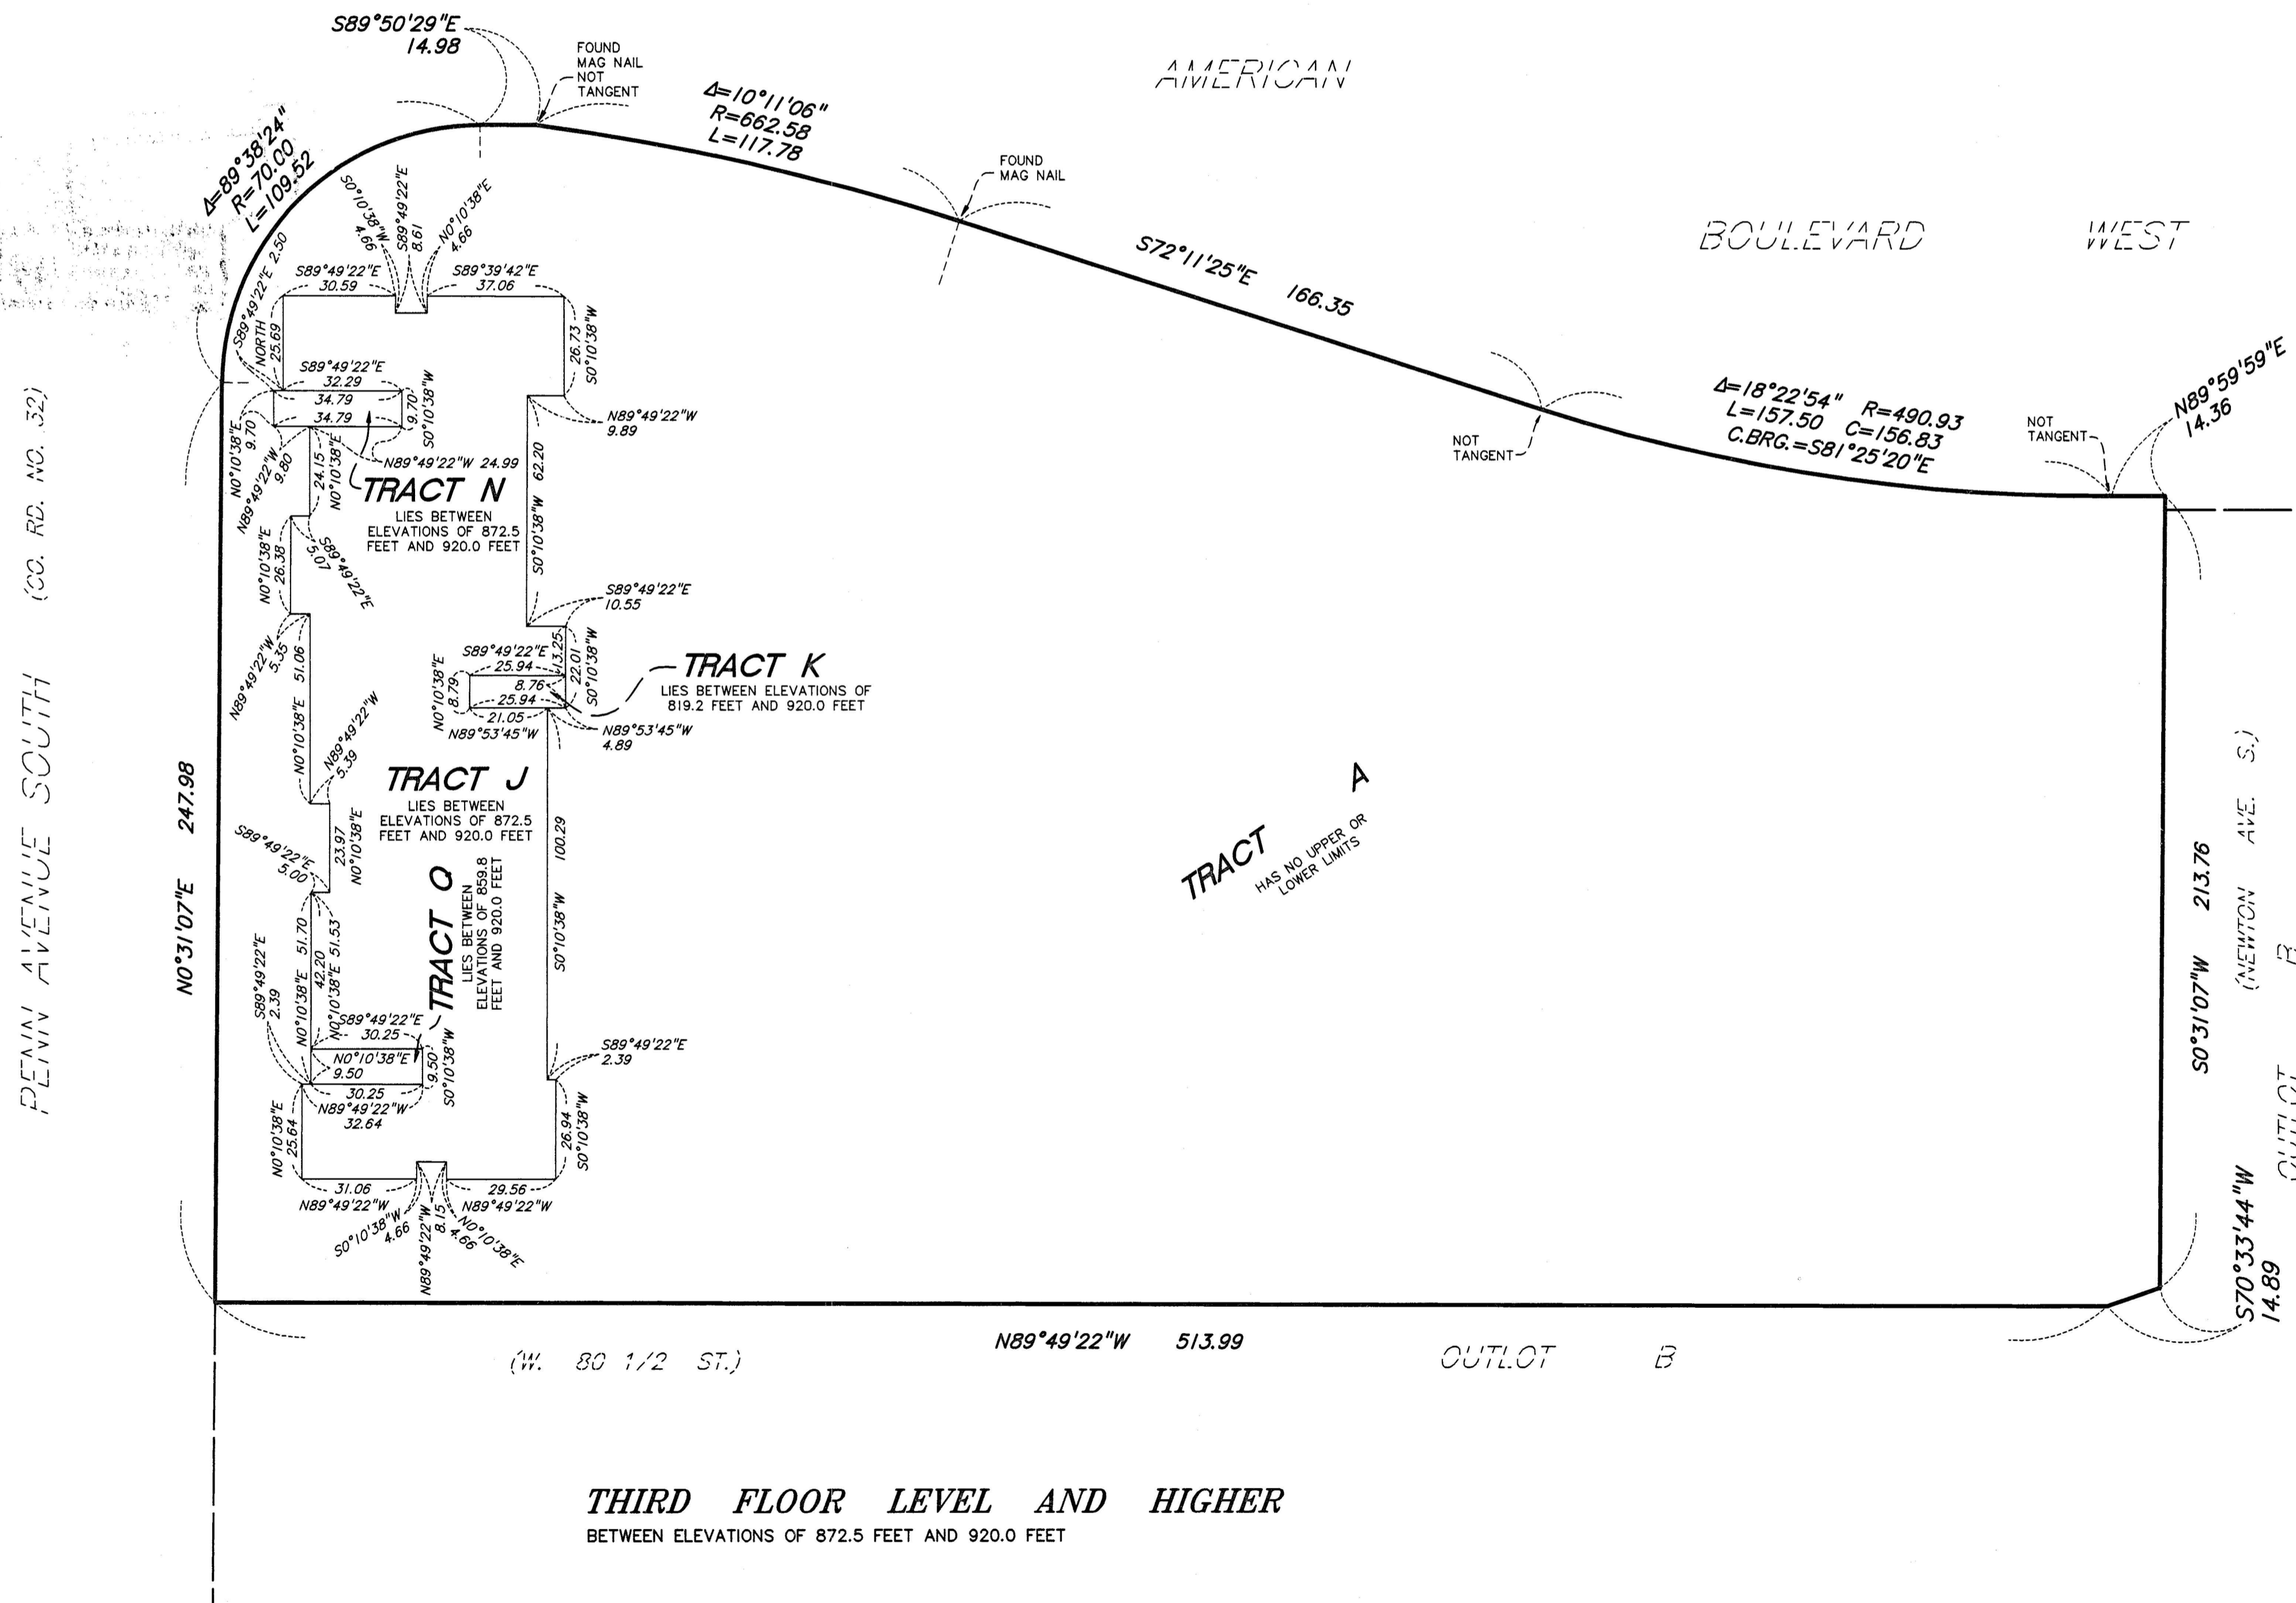 S89°50'29"E
14.98
FOUND
MAG NAIL
NOT
TANGENT
AMERICAN
Δ=10°11'06"
R=662.58
L=117.78
Δ=89°38'24"
R=70.00
L=109.52
FOUND
MAG NAIL
BOULEVARD WEST
S72°11'25"E 166.35
S0°10'38"W
4.66
S89°49'22"E
8.61
N0°10'38"E
4.66
S89°49'22"E 2.50
S89°49'22"E
30.59
S89°39'42"E
37.06
NORTH
25.69
26.73
S0°10'38"W
Δ=18°22'54" R=490.93
L=157.50 C=156.83
C.BRG.=S81°25'20"E
NOT
TANGENT
NOT
TANGENT
N89°59'59"E
14.36
S89°49'22"E
32.29
34.79
34.79
9.70
S0°10'38"W
N89°49'22"W
9.89
N0°10'38"E
9.70
N89°49'22"W
9.80
24.15
N0°10'38"E
N89°49'22"W 24.99
TRACT N
LIES BETWEEN
ELEVATIONS OF 872.5
FEET AND 920.0 FEET
S0°10'38"W 62.20
PENN AVENUE SOUTH (CO. RD. NO. 32)
N0°10'38"E
26.38
S89°49'22"E
5.07
N89°49'22"W
5.35
N0°10'38"E 51.06
S89°49'22"E
10.55
S89°49'22"E
25.94
13.25
22.01
S0°10'38"W
N0°10'38"E
8.79
8.76
25.94
21.05
N89°53'45"W
N89°53'45"W
4.89
TRACT K
LIES BETWEEN ELEVATIONS OF
819.2 FEET AND 920.0 FEET
N89°49'22"W
5.39
TRACT J
LIES BETWEEN
ELEVATIONS OF 872.5
FEET AND 920.0 FEET
N0°31'07"E 247.98
23.97
N0°10'38"E
S89°49'22"E
5.00
S0°10'38"W 100.29
TRACT Q
LIES BETWEEN
ELEVATIONS OF 859.8
FEET AND 920.0 FEET
TRACT A
HAS NO UPPER OR
LOWER LIMITS
S0°31'07"W 213.76
(NEWTON AVE. S.)
OUTLOT B
S89°49'22"E
2.39
N0°10'38"E 51.70
42.20
N0°10'38"E 51.53
S89°49'22"E
30.25
N0°10'38"E
9.50
9.50
S0°10'38"W
30.25
N89°49'22"W
32.64
S89°49'22"E
2.39
N0°10'38"E
25.64
26.94
S0°10'38"W
31.06
N89°49'22"W
29.56
N89°49'22"W
S0°10'38"W
4.66
N89°49'22"W
8.15
N0°10'38"E
4.66
S70°33'44"W
14.89
N89°49'22"W 513.99
(W. 80 1/2 ST.)
OUTLOT B
THIRD FLOOR LEVEL AND HIGHER
BETWEEN ELEVATIONS OF 872.5 FEET AND 920.0 FEET